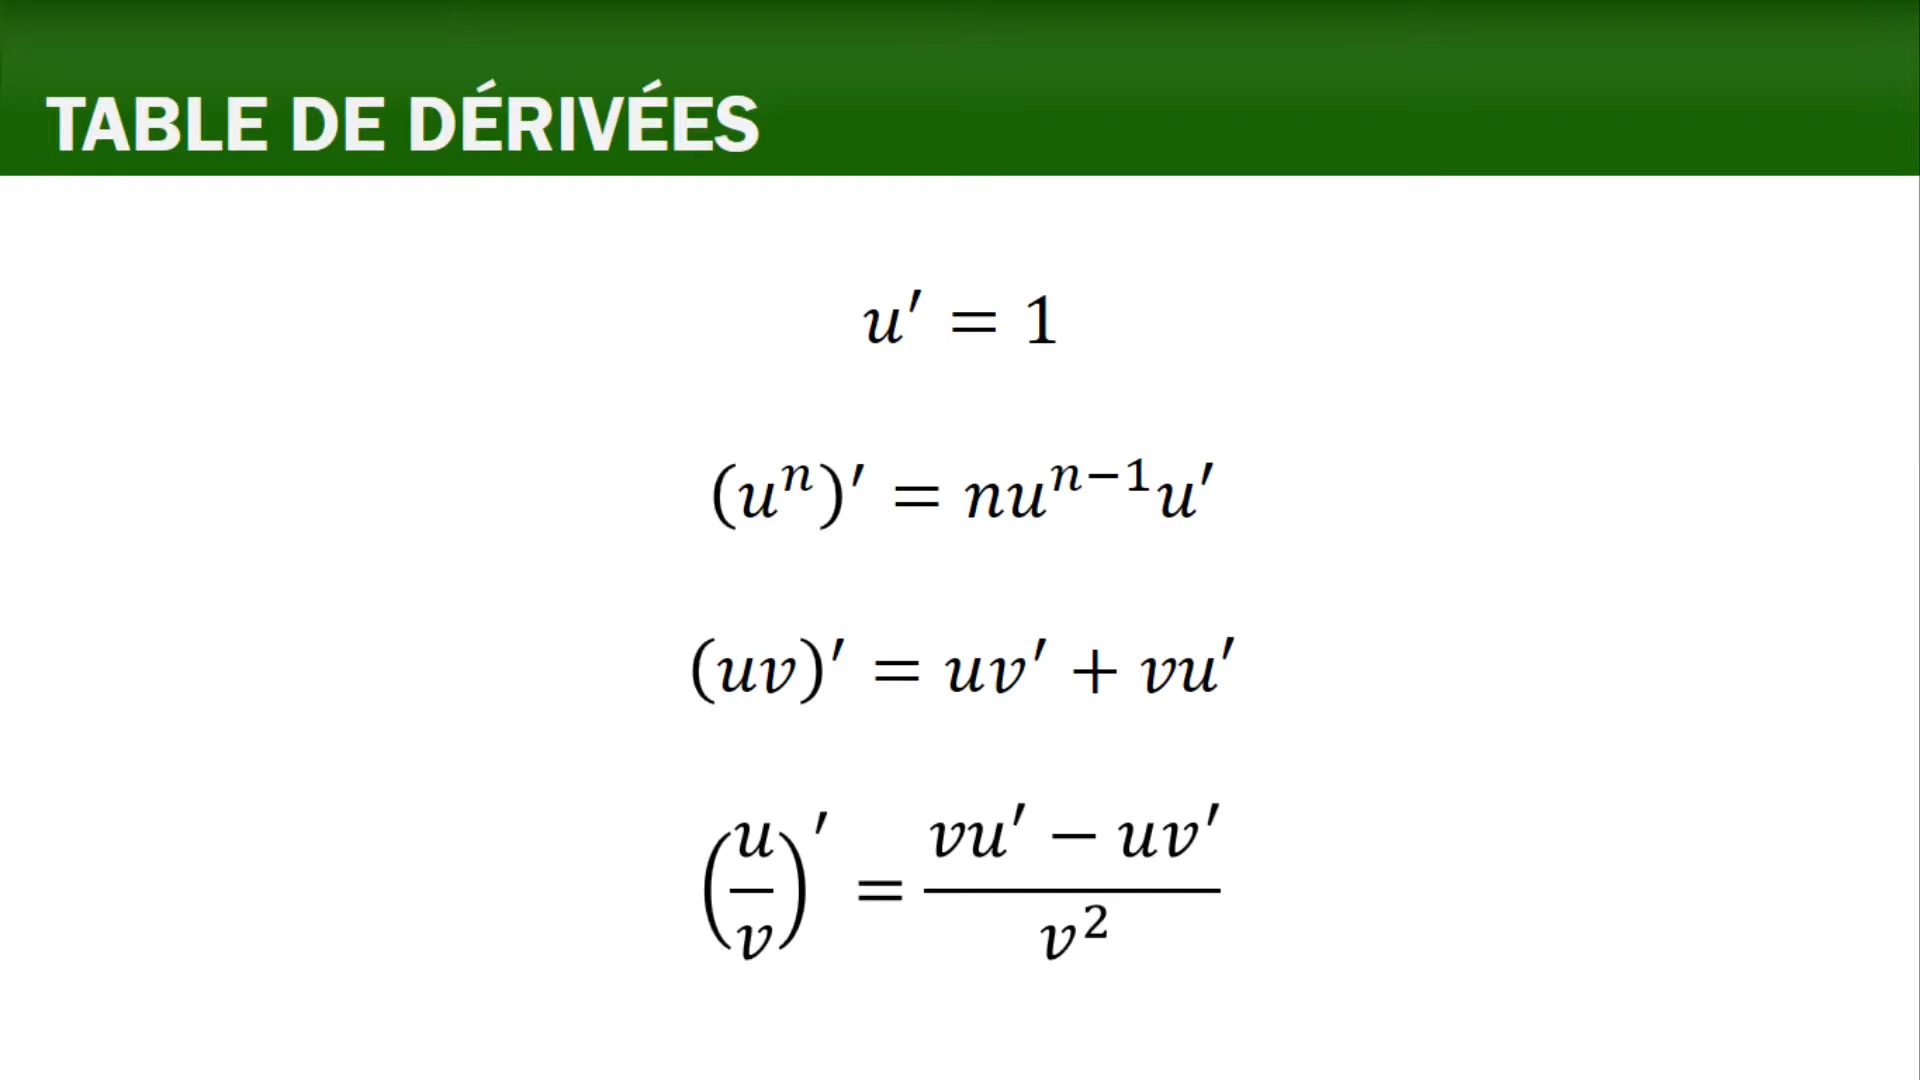 TABLE DE DÉRIVÉES
u′ = 1
(uⁿ)′ = nuⁿ⁻¹u′
(uv)′ = uv′ + vu′
(u/v)′ = (vu′ − uv′)/v²